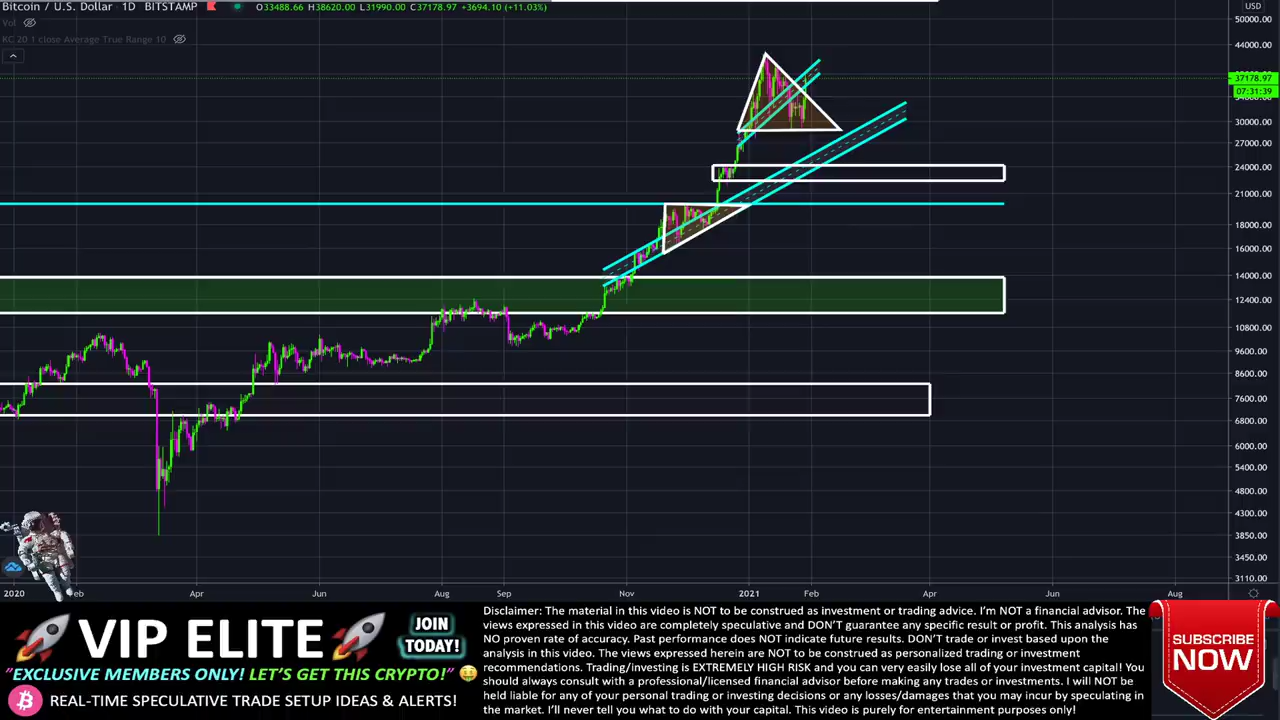 Bitcoin / U.S. Dollar · 1D · BITSTAMP O33488.66 H38620.00 L31990.00 C37178.97 +3694.10 (+11.03%)
USD
Vol
KC 20 1 close Average True Range 10
50000.00
44000.00
37178.97
07:31:39
30000.00
27000.00
24000.00
21000.00
18000.00
16000.00
14000.00
12400.00
10800.00
9600.00
8600.00
7600.00
6800.00
6000.00
5400.00
4800.00
4300.00
3850.00
3450.00
3110.00
2020 Feb Apr Jun Aug Sep Nov 2021 Feb Apr Jun Aug
VIP ELITE
JOIN
TODAY!
"EXCLUSIVE MEMBERS ONLY! LET'S GET THIS CRYPTO!"
REAL-TIME SPECULATIVE TRADE SETUP IDEAS & ALERTS!
Disclaimer: The material in this video is NOT to be construed as investment or trading advice. I'm NOT a financial advisor. The
views expressed in this video are completely speculative and DON'T guarantee any specific result or profit. This analysis has
NO proven rate of accuracy. Past performance does NOT indicate future results. DON'T trade or invest based upon the
analysis in this video. The views expressed herein are NOT to be construed as personalized trading or investment
recommendations. Trading/investing is EXTREMELY HIGH RISK and you can very easily lose all of your investment capital! You
should always consult with a professional/licensed financial advisor before making any trades or investments. I will NOT be
held liable for any of your personal trading or investing decisions or any losses/damages that you may incur by speculating in
the market. I'll never tell you what to do with your capital. This video is purely for entertainment purposes only!
SUBSCRIBE
NOW